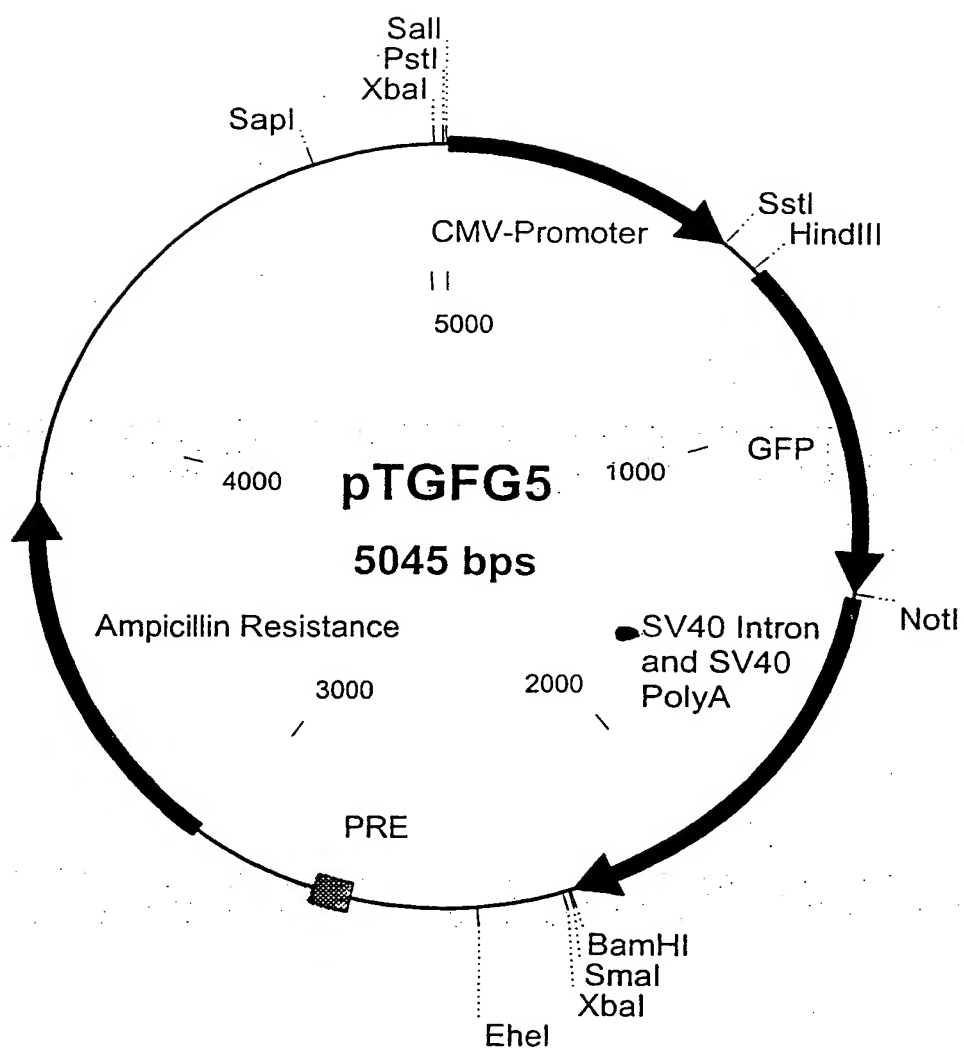 SalI
PstI
XbaI
SapI
SstI
HindIII
CMV-Promoter
5000
GFP
1000
4000
pTGFG5
5045 bps
NotI
Ampicillin Resistance
SV40 Intron
and SV40
PolyA
3000
2000
PRE
BamHI
SmaI
XbaI
EheI